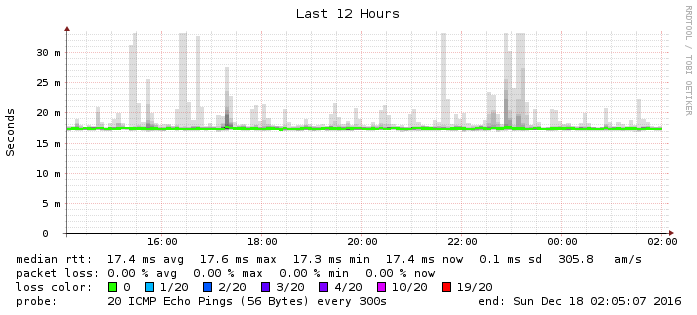 Last 12 Hours
RRDTOOL / TOBI OETIKER
Seconds
30 m
25 m
20 m
15 m
10 m
5 m
0
16:00 18:00 20:00 22:00 00:00 02:00
median rtt: 17.4 ms avg 17.6 ms max 17.3 ms min 17.4 ms now 0.1 ms sd 305.8 am/s
packet loss: 0.00 % avg 0.00 % max 0.00 % min 0.00 % now
loss color: 0 1/20 2/20 3/20 4/20 10/20 19/20
probe: 20 ICMP Echo Pings (56 Bytes) every 300s end: Sun Dec 18 02:05:07 2016